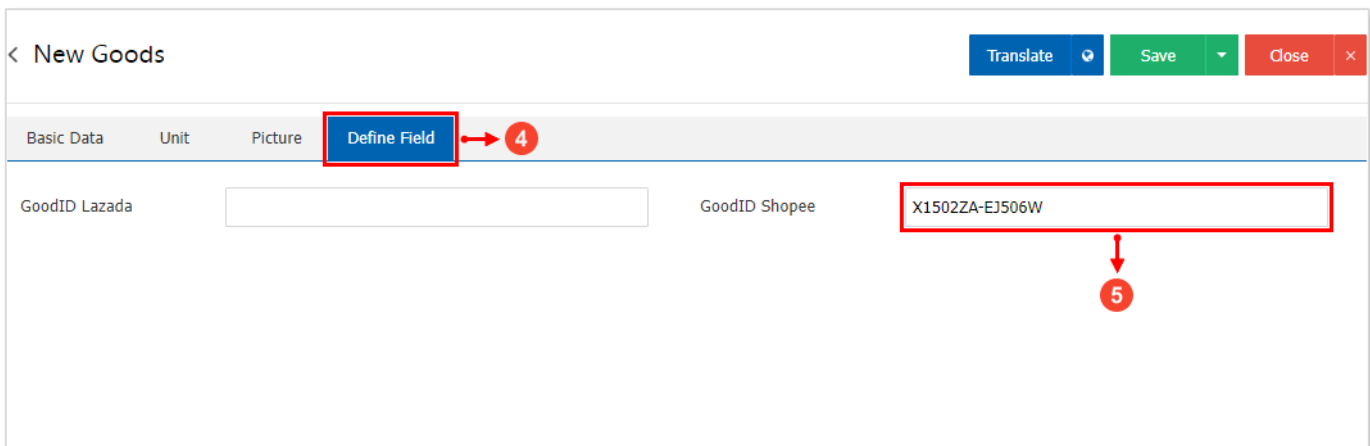 < New Goods
Translate Save Close ×
Basic Data Unit Picture Define Field 4
GoodID Lazada GoodID Shopee X1502ZA-EJ506W
5